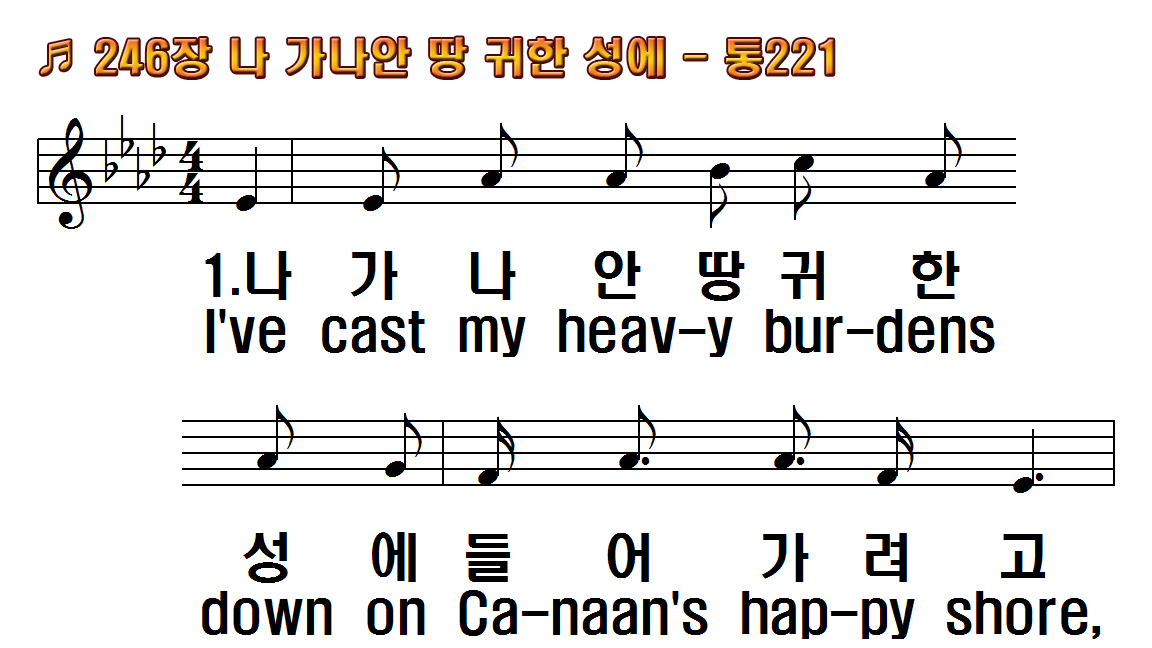 ♬ 246장 나 가나안 땅 귀한 성에 - 통221
4
4
1.나 가 나 안 땅 귀 한
I've cast my heav-y bur-dens
성 에 들 어 가 려 고
down on Ca-naan's hap-py shore,